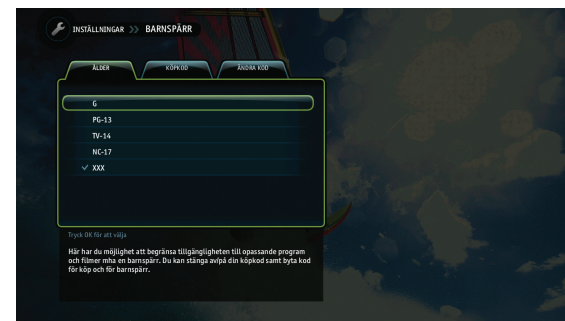 INSTÄLLNINGAR >> BARNSPÄRR
ÅLDER KÖPKOD ÄNDRA KOD
G
PG-13
TV-14
NC-17
XXX
Tryck OK för att välja
Här har du möjlighet att begränsa tillgängligheten till opassande program
och filmer mha en barnspärr. Du kan stänga av/på din köpkod samt byta kod
för köp och för barnspärr.